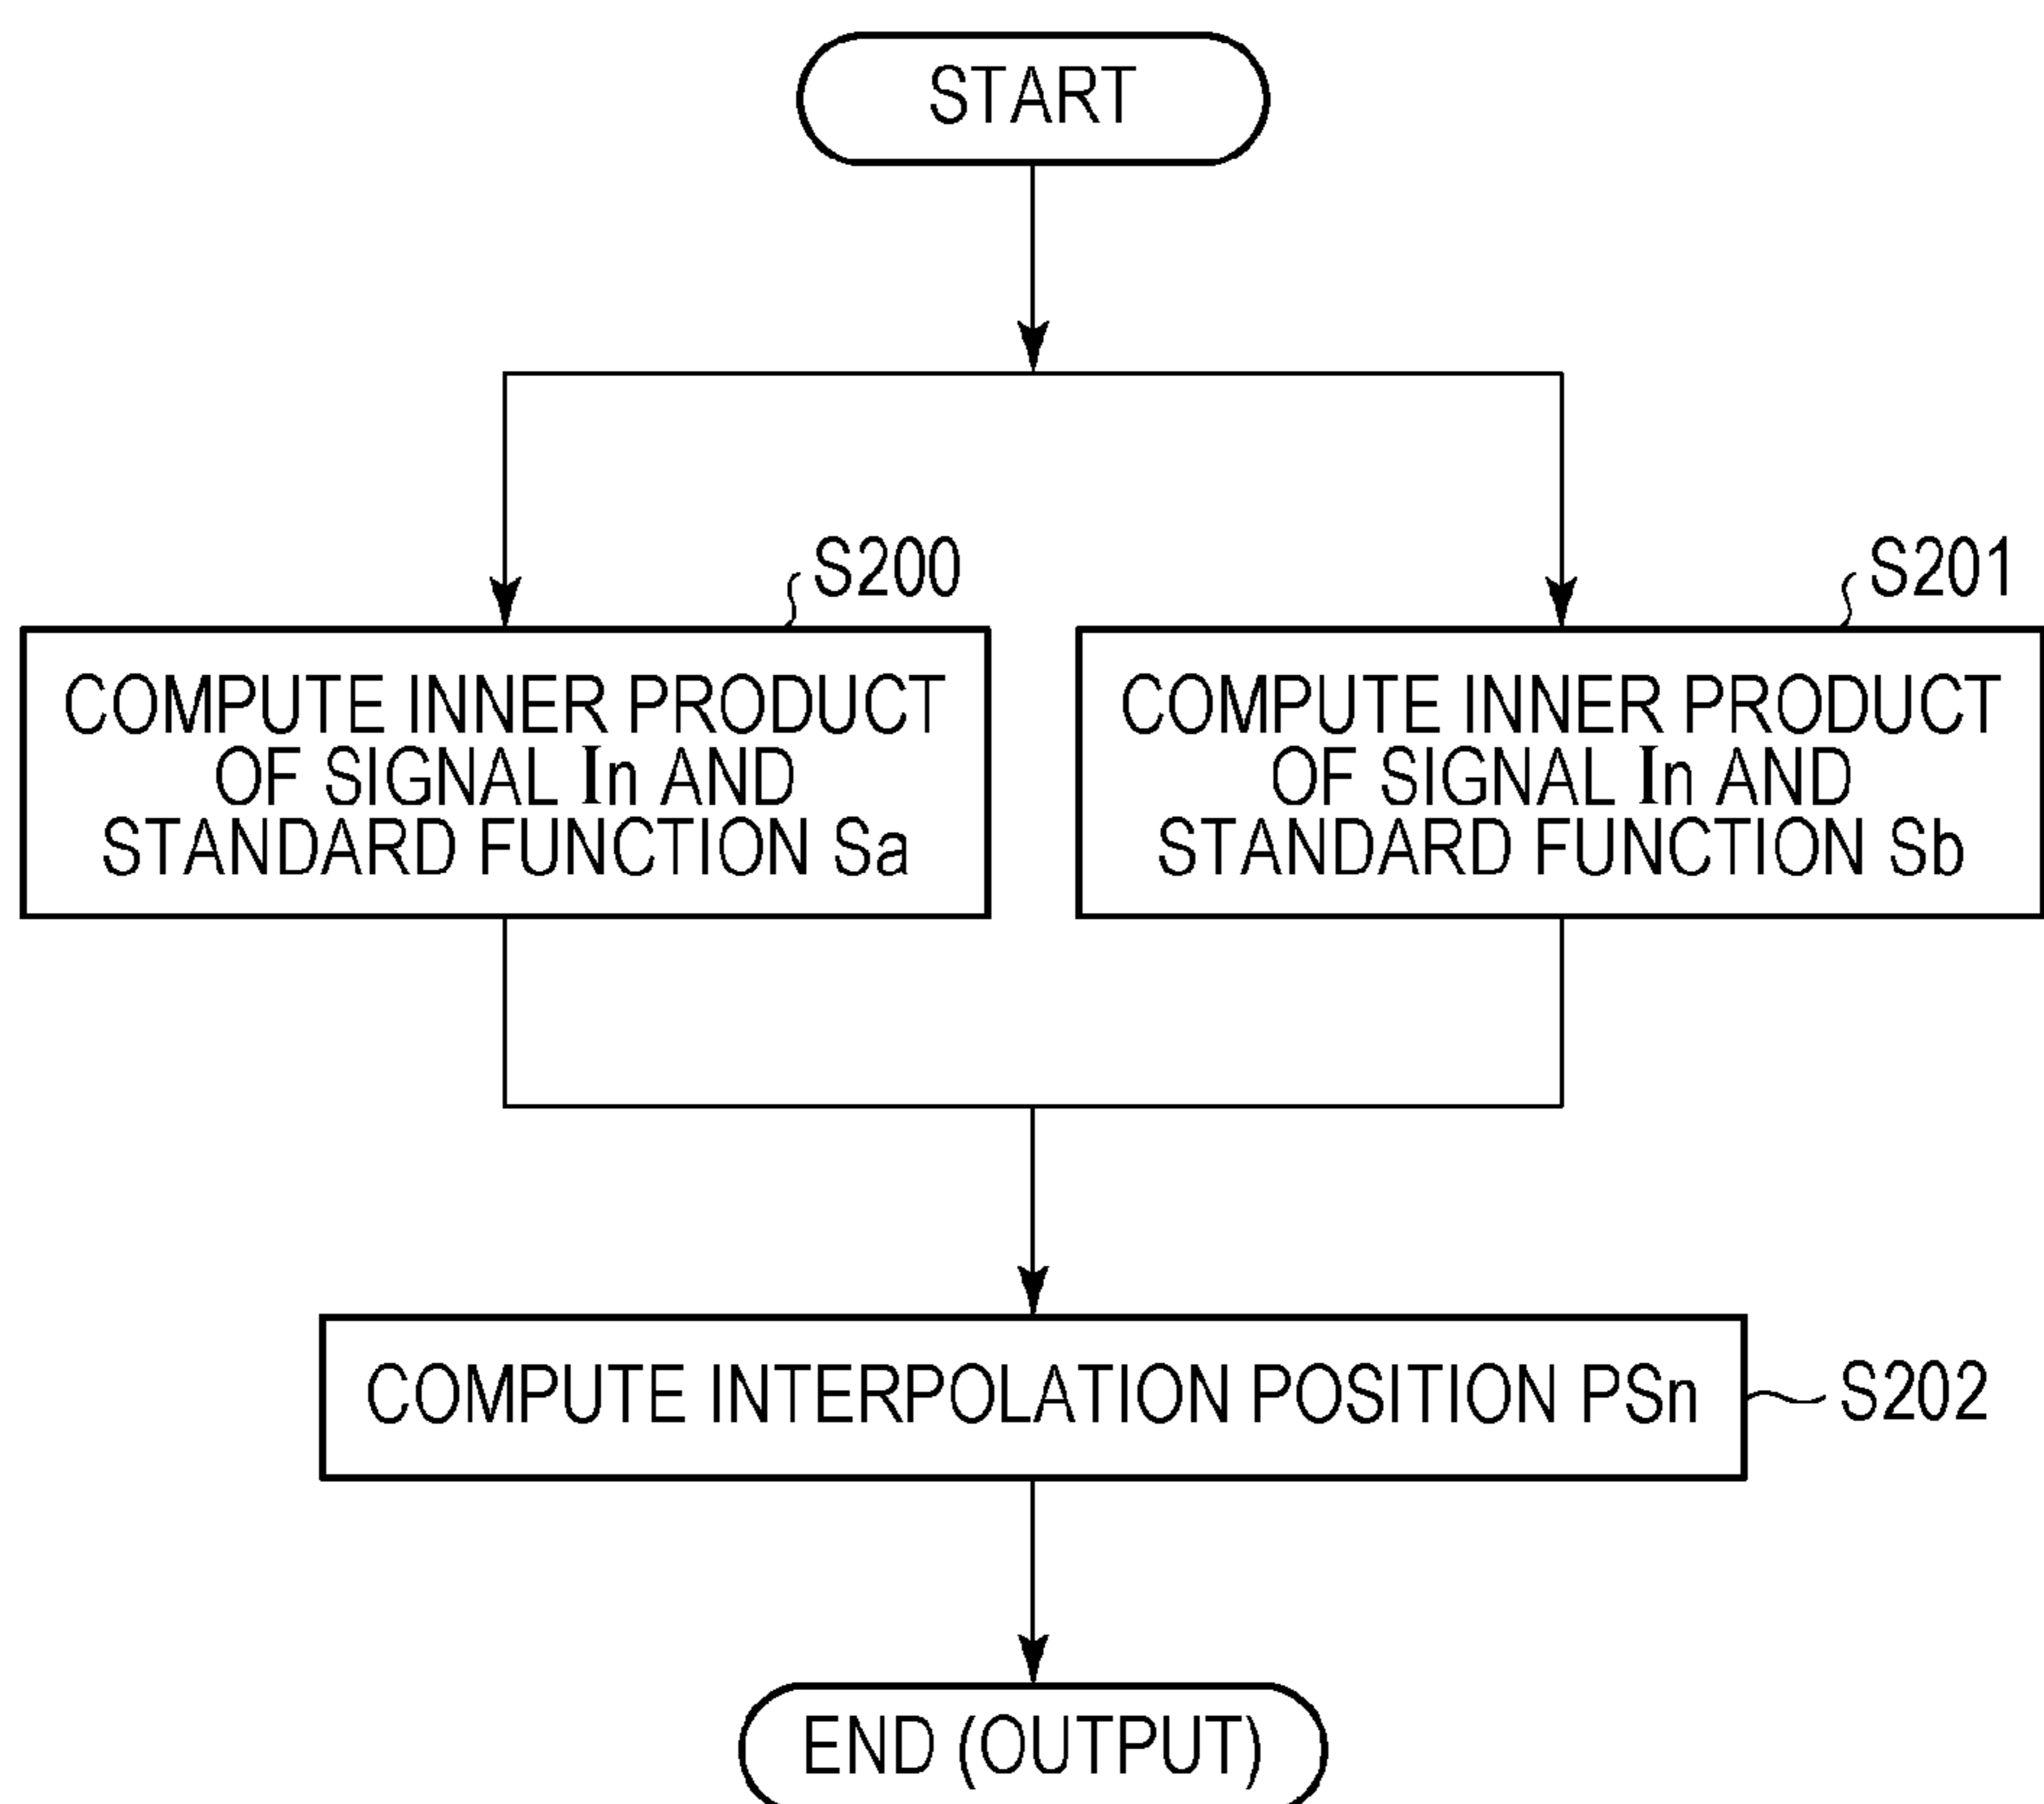 START
S200
COMPUTE INNER PRODUCT
OF SIGNAL In AND
STANDARD FUNCTION Sa
S201
COMPUTE INNER PRODUCT
OF SIGNAL In AND
STANDARD FUNCTION Sb
COMPUTE INTERPOLATION POSITION PSn
S202
END (OUTPUT)